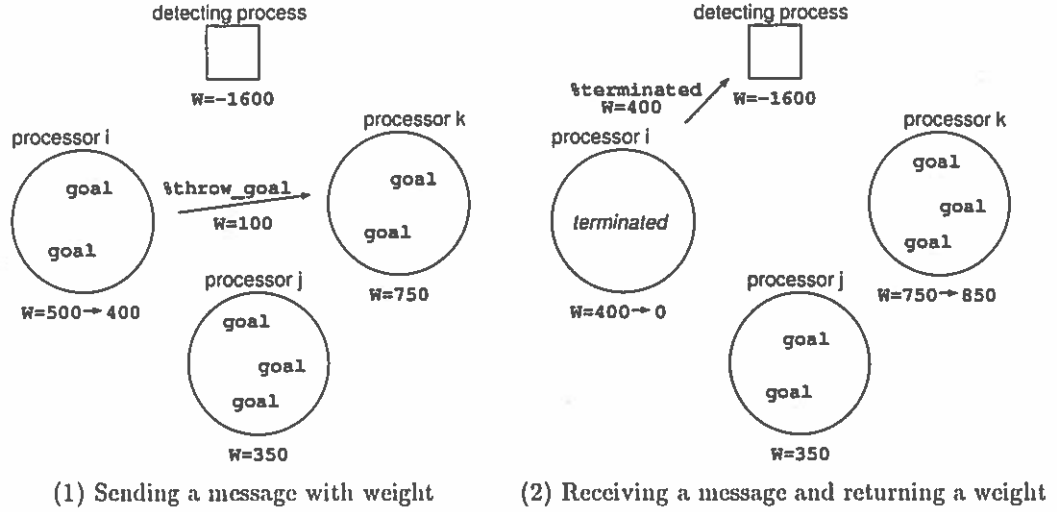 detecting process
W=-1600
processor i
goal
goal
W=500→400
%throw_goal
W=100
processor k
goal
goal
W=750
processor j
goal
goal
goal
W=350
(1) Sending a message with weight
detecting process
W=-1600
%terminated
W=400
processor i
terminated
W=400→0
processor k
goal
goal
goal
W=750→850
processor j
goal
goal
W=350
(2) Receiving a message and returning a weight